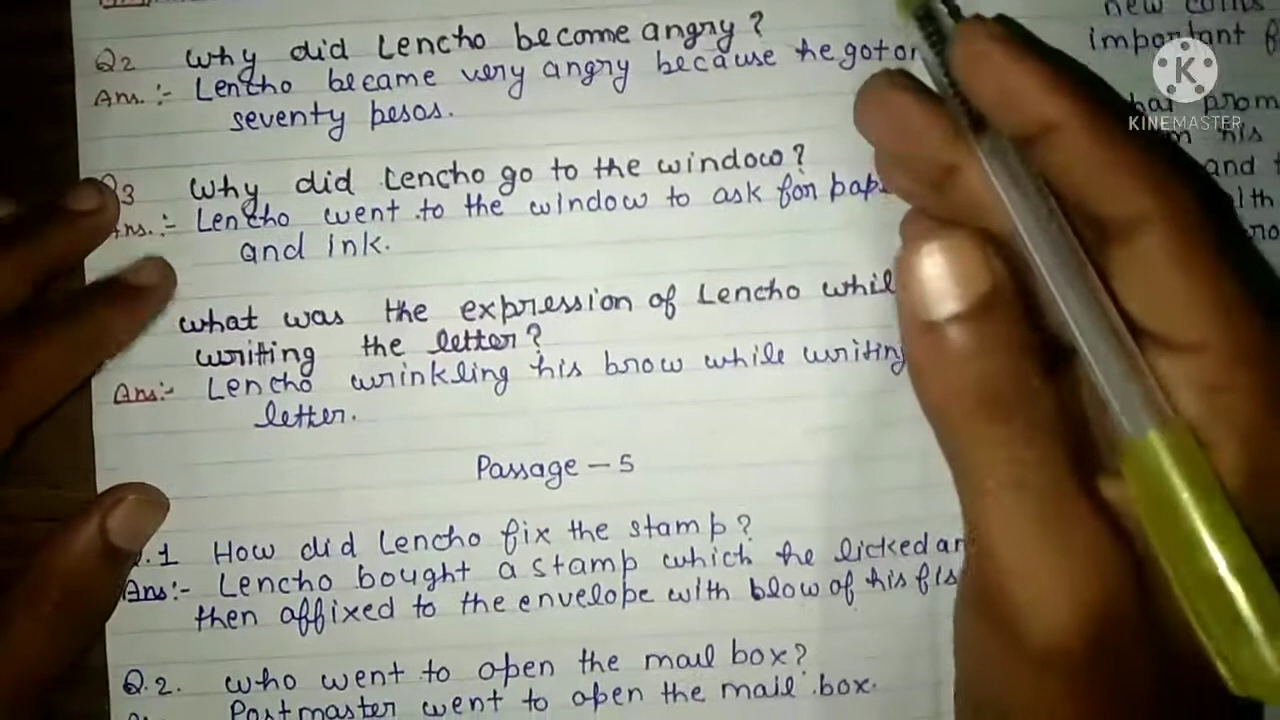 Q2 Why did Lencho become angry?
Ans.:- Lencho became very angry because he got
seventy pesos.
Q3 Why did Lencho go to the window?
Ans.:- Lencho went to the window to ask for
and ink.
What was the expression of Lencho
writing the letter?
Ans:- Lencho wrinkling his brow while writing
letter.
Passage - 5
.1 How did Lencho fix the stamp?
Ans:- Lencho bought a stamp which he licked
then affixed to the envelope with blow of his
Q.2. Who went to open the mail box?
Postmaster went to open the mail box.
new coins
important
his
and
K
KINEMASTER